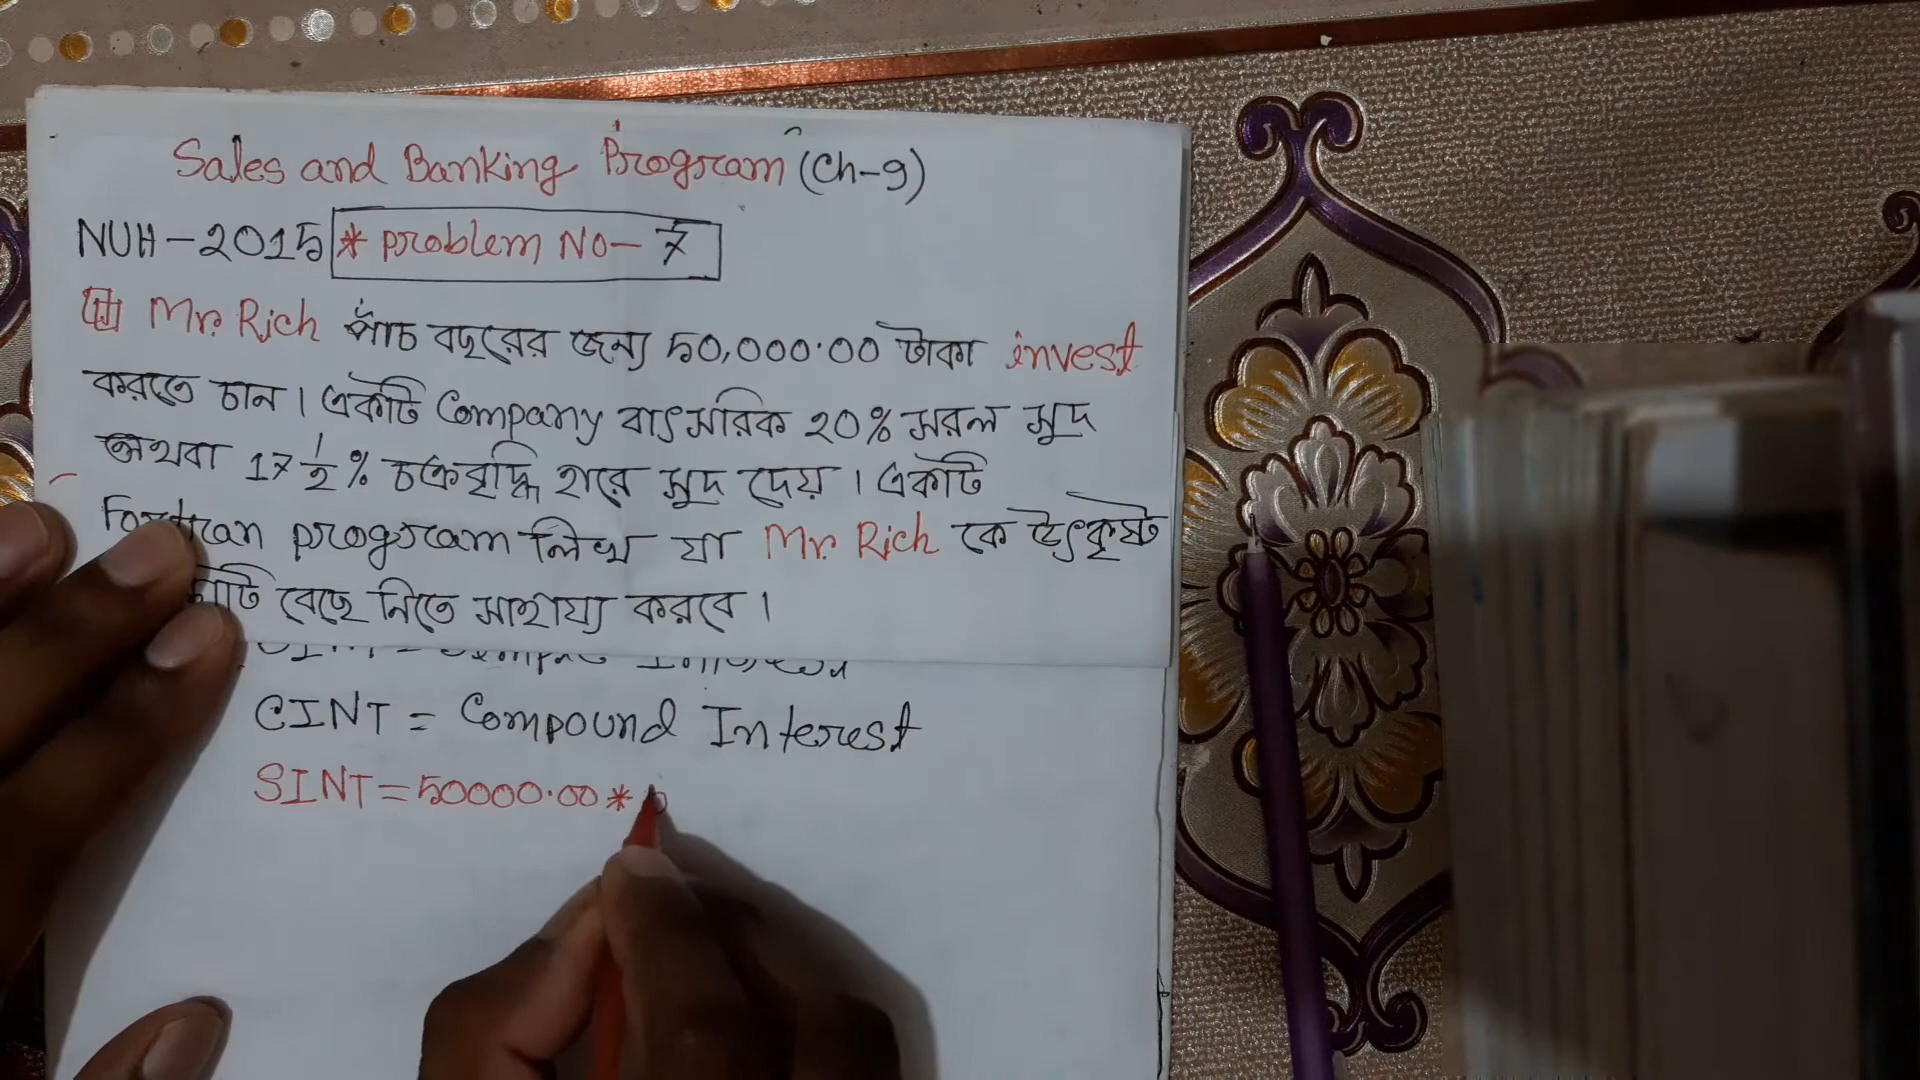 Sales and Banking Program (Ch-9)
NUH-2015 * Problem No- 7
Mr. Rich পাঁচ বছরের জন্য 50,000.00 টাকা invest
করতে চান। একটি Company বাৎসরিক ২0% সরল সুদ
অথবা 17 1/2 % চক্রবৃদ্ধি হারে সুদ দেয়। একটি
Fortran program লিখ যা Mr. Rich কে উৎকৃষ্ট
বেছে নিতে সাহায্য করবে।
CINT = Compound Interest
SINT = 50000.00 *